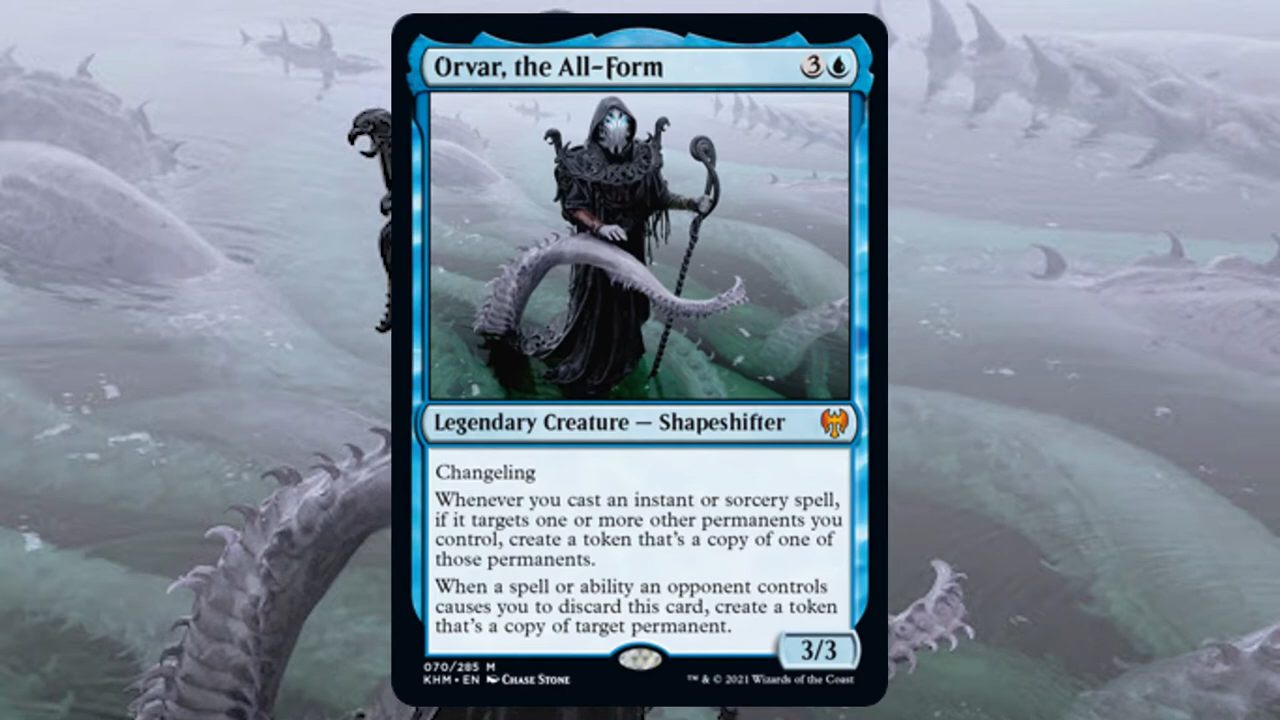 Orvar, the All-Form 3
Legendary Creature — Shapeshifter
Changeling
Whenever you cast an instant or sorcery spell,
if it targets one or more other permanents you
control, create a token that's a copy of one of
those permanents.
When a spell or ability an opponent controls
causes you to discard this card, create a token
that's a copy of target permanent.
3/3
070/285 M
KHM • EN Chase Stone
™ & © 2021 Wizards of the Coast